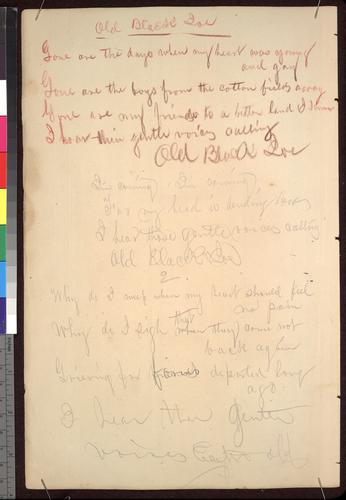 Old Black Joe
Gone are the days when my heart was young
and gay
Gone are the boys from the cotton fields away
Gone are my friends to a better land I know
I hear their gentle voices calling
Old Black Joe
I'm coming, I'm coming,
For my head is bending low
I hear those gentle voices calling
Old Black Joe
2
Why do I weep when my heart should feel
no pain
Why do I sigh that when they come not
back again
Grieving for friends departed long
ago.
I hear their gentle
voices old